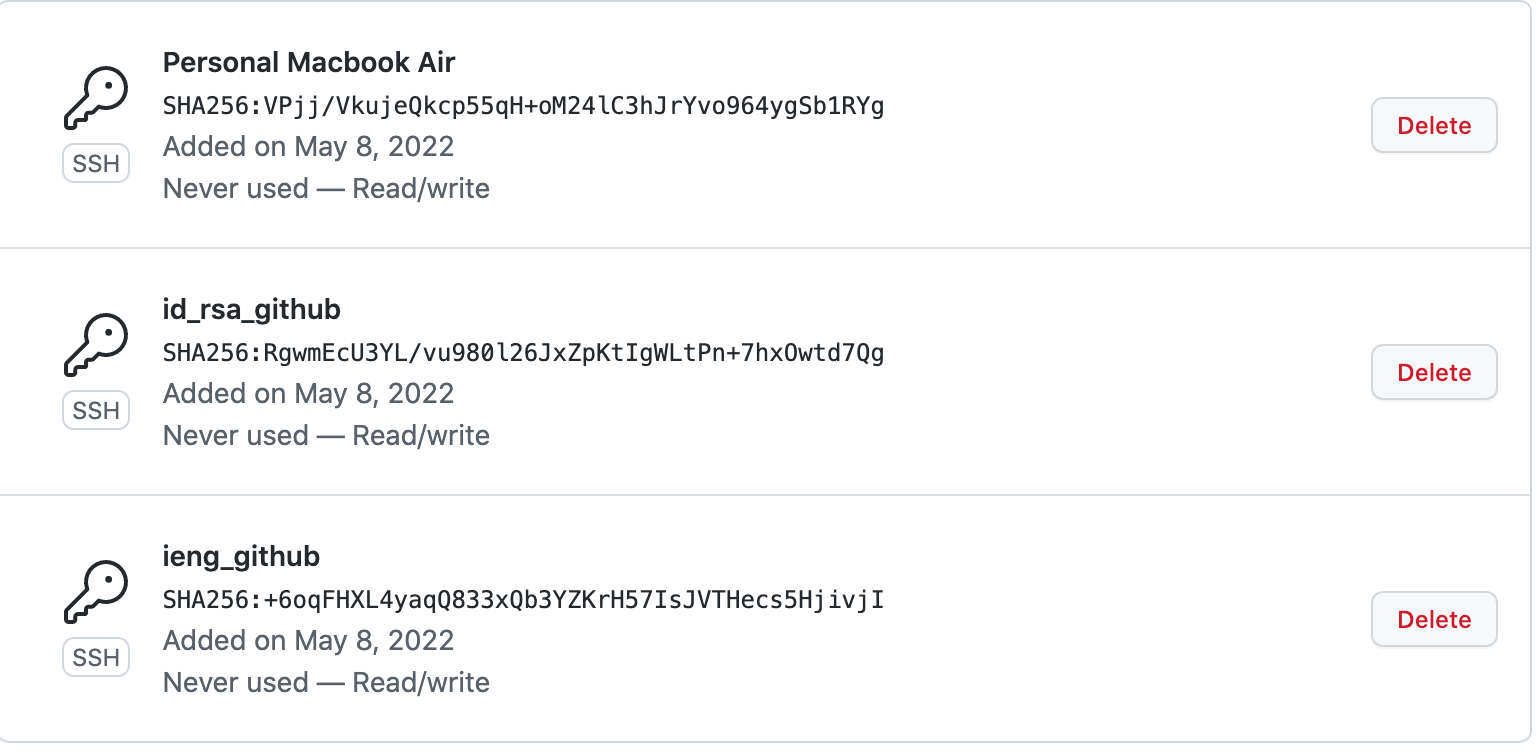 Personal Macbook Air
SHA256:VPjj/VkujeQkcp55qH+oM24lC3hJrYvo964ygSb1RYg
Added on May 8, 2022
SSH
Never used — Read/write
Delete
id_rsa_github
SHA256:RgwmEcU3YL/vu980l26JxZpKtIgWLtPn+7hxOwtd7Qg
Added on May 8, 2022
SSH
Never used — Read/write
Delete
ieng_github
SHA256:+6oqFHXL4yaqQ833xQb3YZKrH57IsJVTHecs5HjivjI
Added on May 8, 2022
SSH
Never used — Read/write
Delete